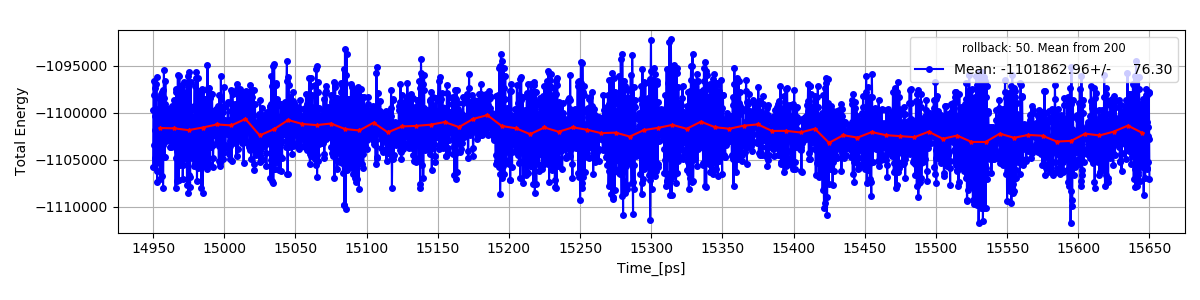 rollback: 50. Mean from 200
Mean: -1101862.96+/- 76.30
Total Energy
−1095000
−1100000
−1105000
−1110000
14950 15000 15050 15100 15150 15200 15250 15300 15350 15400 15450 15500 15550 15600 15650
Time_[ps]